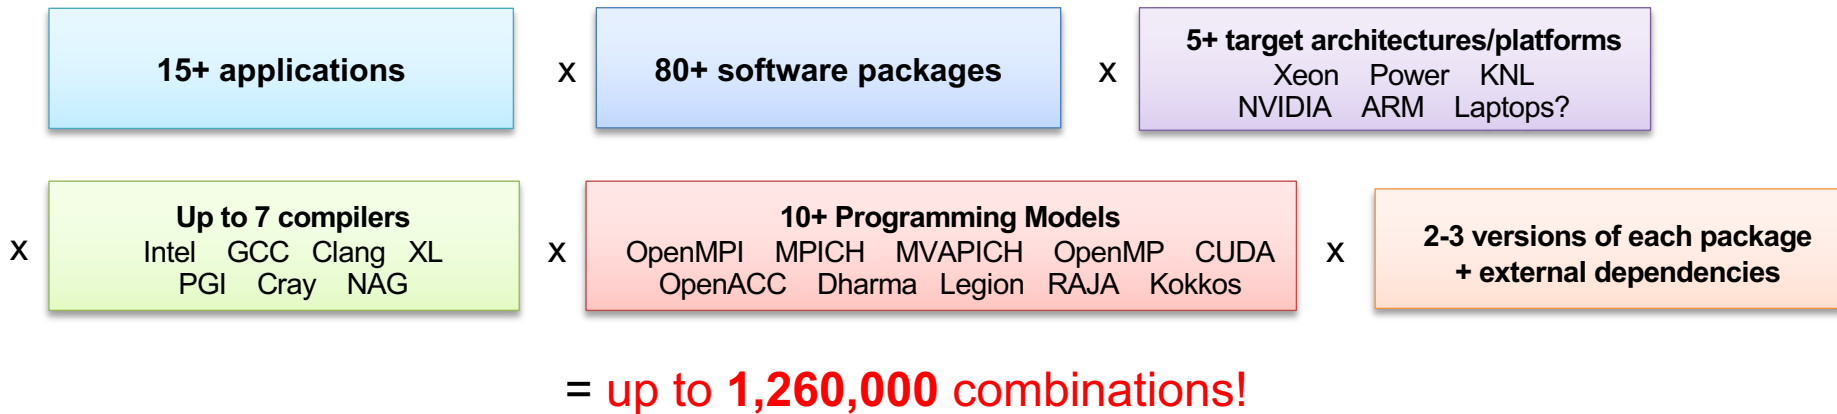 15+ applications
x
80+ software packages
x
5+ target architectures/platforms
Xeon Power KNL
NVIDIA ARM Laptops?
x
Up to 7 compilers
Intel GCC Clang XL
PGI Cray NAG
x
10+ Programming Models
OpenMPI MPICH MVAPICH OpenMP CUDA
OpenACC Dharma Legion RAJA Kokkos
x
2-3 versions of each package
+ external dependencies
= up to 1,260,000 combinations!